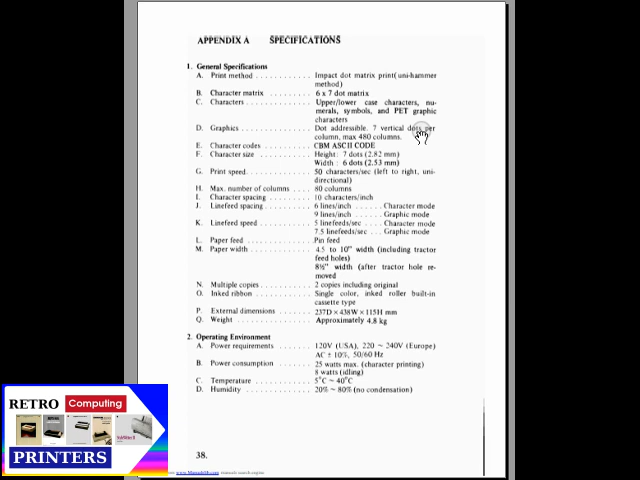 APPENDIX A SPECIFICATIONS
1. General Specifications
A. Print method . . . . . . . . . . . . Impact dot matrix print(uni-hammer
method)
B. Character matrix . . . . . . . . . 6 x 7 dot matrix
C. Characters . . . . . . . . . . . . . . Upper/lower case characters, nu-
merals, symbols, and PET graphic
characters
D. Graphics . . . . . . . . . . . . . . . Dot addressible. 7 vertical dots per
column, max 480 columns.
E. Character codes . . . . . . . . . . CBM ASCII CODE
F. Character size . . . . . . . . . . . Height: 7 dots (2.82 mm)
Width : 6 dots (2.53 mm)
G. Print speed . . . . . . . . . . . . . . 50 characters/sec (left to right, uni-
directional)
H. Max. number of columns . . . . 80 columns
I. Character spacing . . . . . . . . . 10 characters/inch
J. Linefeed spacing . . . . . . . . . . 6 lines/inch . . . . . . Character mode
9 lines/inch . . . . . . Graphic mode
K. Linefeed speed . . . . . . . . . . . 5 linefeeds/sec . . . Character mode
7.5 linefeeds/sec . . . Graphic mode
L. Paper feed . . . . . . . . . . . . . . Pin feed
M. Paper width . . . . . . . . . . . . . 4.5 to 10" width (including tractor
feed holes)
8½" width (after tractor hole re-
moved
N. Multiple copies . . . . . . . . . . . 2 copies including original
O. Inked ribbon . . . . . . . . . . . . Single color, inked roller built-in
cassette type
P. External dimensions . . . . . . . 237D × 438W × 115H mm
Q. Weight . . . . . . . . . . . . . . . . Approximately 4.8 kg
2. Operating Environment
A. Power requirements . . . . . . . 120V (USA), 220 ~ 240V (Europe)
AC ± 10%, 50/60 Hz
B. Power consumption . . . . . . . 25 watts max. (character printing)
8 watts (idling)
C. Temperature . . . . . . . . . . . . 5°C ~ 40°C
D. Humidity . . . . . . . . . . . . . . 20% ~ 80% (no condensation)
RETRO Computing
PRINTERS
38.
www.Manualslib.com manuals search engine